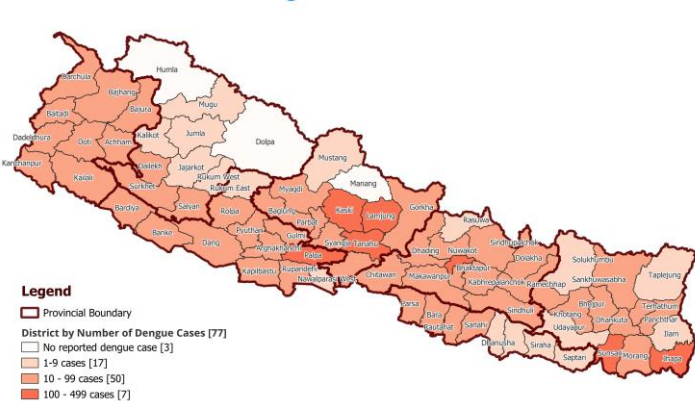 Humla
Darchula
Bajhang
Mugu
Bajura
Baitadi
Dadeldhura
Doti
Achham
Kalikot
Jumla
Dolpa
Kanchanpur
Kailali
Dailekh
Jajarkot
Rukum West
Rukum East
Mustang
Manang
Surkhet
Salyan
Rolpa
Myagdi
Kaski
Lamjung
Gorkha
Bardiya
Baglung
Parbat
Rasuwa
Banke
Dang
Pyuthan
Gulmi
Syangja
Tanahu
Dhading
Nuwakot
Sindhupalchok
Arghakhanchi
Palpa
Dolakha
Solukhumbu
Taplejung
Kapilbastu
Rupandehi
Nawalparasi West
Chitawan
Makawanpur
Bhaktapur
Kabhrepalanchok
Ramechhap
Sankhuwasabha
Parsa
Bara
Rautahat
Sarlahi
Sindhuli
Khotang
Bhojpur
Terhathum
Dhankuta
Panchthar
Udayapur
Ilam
Dhanusha
Siraha
Saptari
Sunsari
Morang
Jhapa
Legend
Provincial Boundary
District by Number of Dengue Cases [77]
No reported dengue case [3]
1-9 cases [17]
10 - 99 cases [50]
100 - 499 cases [7]